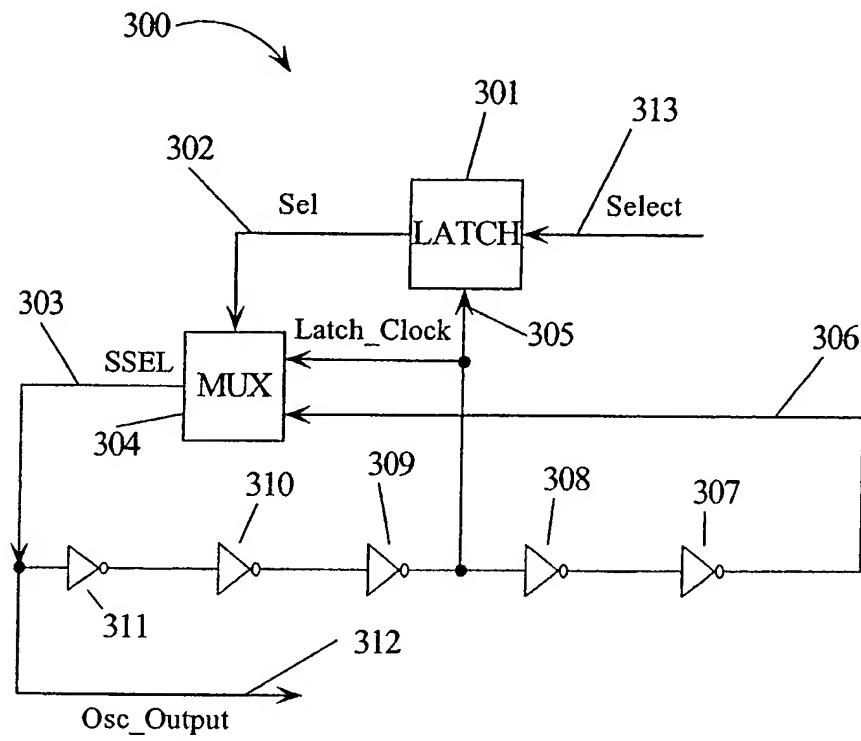 300
301
313
302
Sel
LATCH
Select
303
SSEL
Latch_Clock
305
306
MUX
304
310
309
308
307
311
312
Osc_Output